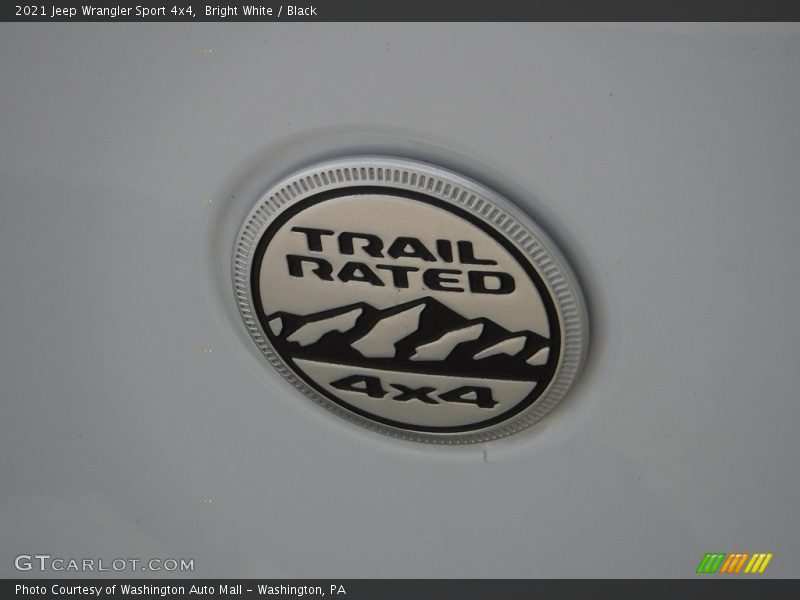 2021 Jeep Wrangler Sport 4x4,  Bright White / Black
TRAIL
RATED
4x4
GTCARLOT.COM
Photo Courtesy of Washington Auto Mall - Washington, PA